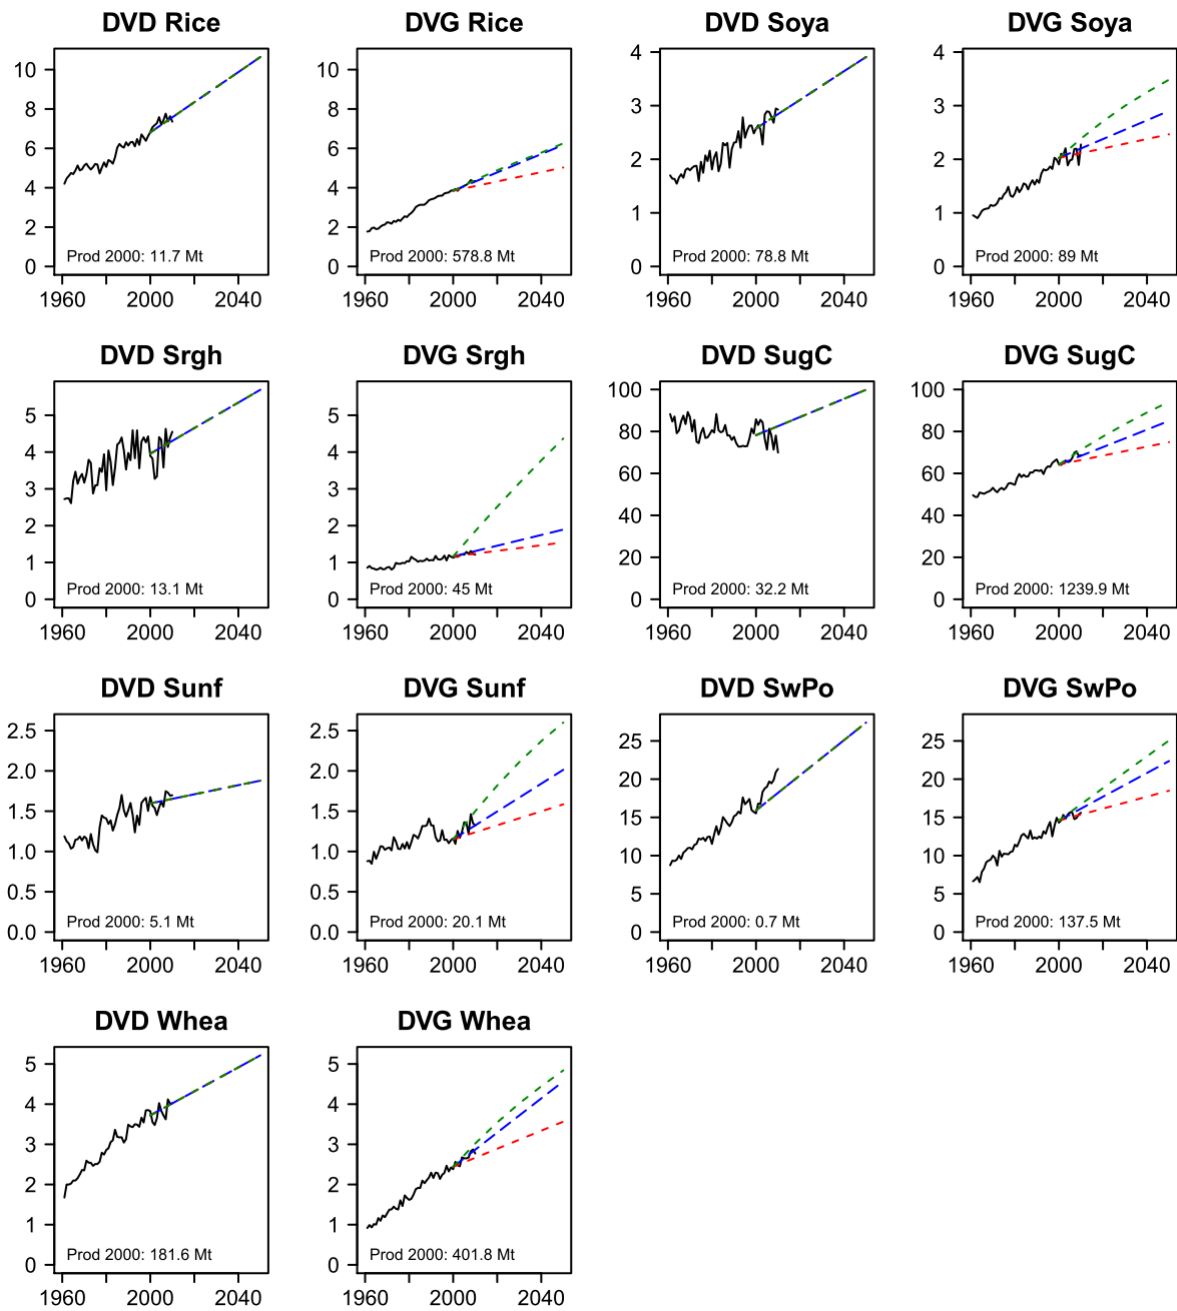 DVD Rice
10
8
6
4
2
0
Prod 2000: 11.7 Mt
1960 2000 2040
DVG Rice
10
8
6
4
2
0
Prod 2000: 578.8 Mt
1960 2000 2040
DVD Soya
4
3
2
1
0
Prod 2000: 78.8 Mt
1960 2000 2040
DVG Soya
4
3
2
1
0
Prod 2000: 89 Mt
1960 2000 2040
DVD Srgh
5
4
3
2
1
0
Prod 2000: 13.1 Mt
1960 2000 2040
DVG Srgh
5
4
3
2
1
0
Prod 2000: 45 Mt
1960 2000 2040
DVD SugC
100
80
60
40
20
0
Prod 2000: 32.2 Mt
1960 2000 2040
DVG SugC
100
80
60
40
20
0
Prod 2000: 1239.9 Mt
1960 2000 2040
DVD Sunf
2.5
2.0
1.5
1.0
0.5
0.0
Prod 2000: 5.1 Mt
1960 2000 2040
DVG Sunf
2.5
2.0
1.5
1.0
0.5
0.0
Prod 2000: 20.1 Mt
1960 2000 2040
DVD SwPo
25
20
15
10
5
0
Prod 2000: 0.7 Mt
1960 2000 2040
DVG SwPo
25
20
15
10
5
0
Prod 2000: 137.5 Mt
1960 2000 2040
DVD Whea
5
4
3
2
1
0
Prod 2000: 181.6 Mt
1960 2000 2040
DVG Whea
5
4
3
2
1
0
Prod 2000: 401.8 Mt
1960 2000 2040